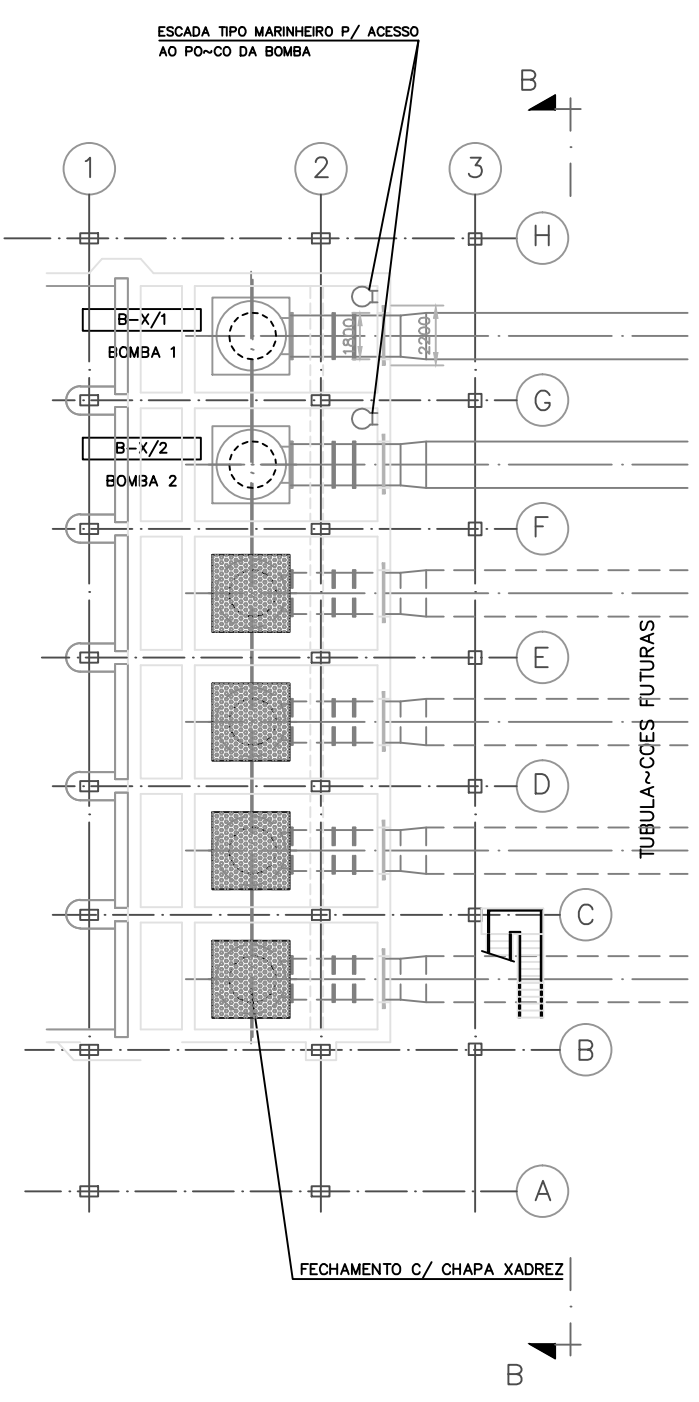 ESCADA TIPO MARINHEIRO P/ ACESSO
AO PO~CO DA BOMBA
B
1
2
3
H
B-X/1
BOMBA 1
1800
2200
G
B-X/2
BOMBA 2
F
E
TUBULA~COES FUTURAS
D
C
B
A
FECHAMENTO C/ CHAPA XADREZ
B